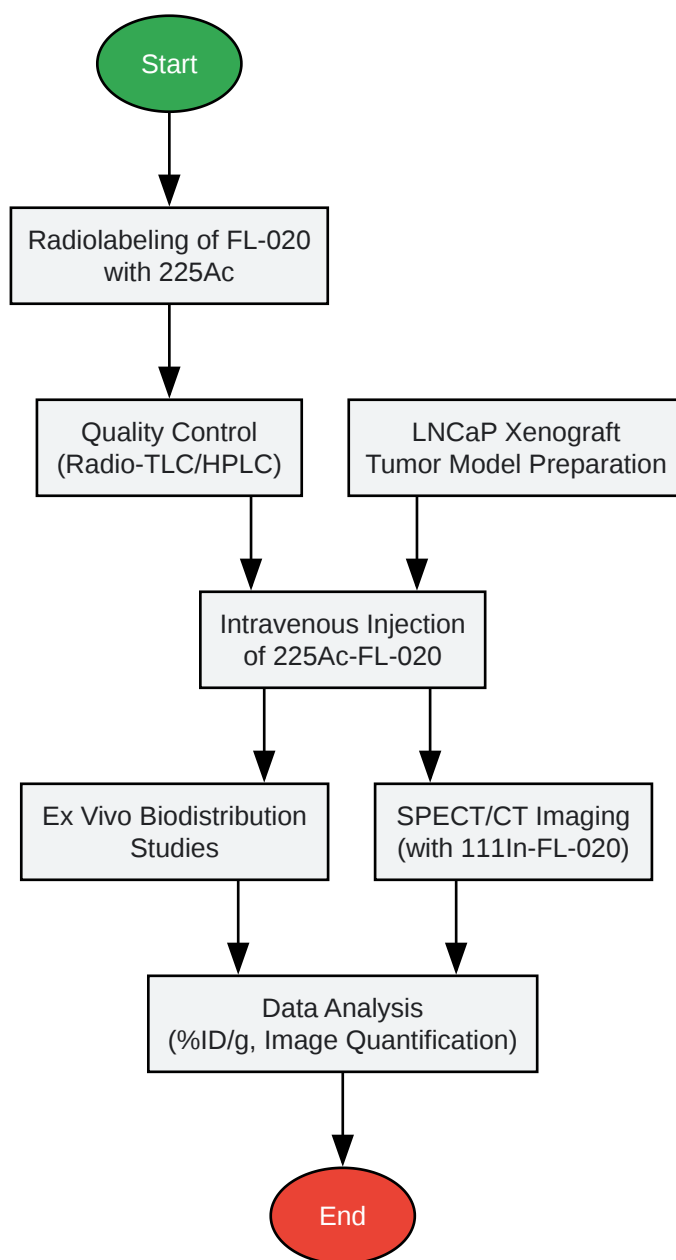 Start
Radiolabeling of FL-020
with 225Ac
Quality Control
(Radio-TLC/HPLC)
LNCaP Xenograft
Tumor Model Preparation
Intravenous Injection
of 225Ac-FL-020
Ex Vivo Biodistribution
Studies
SPECT/CT Imaging
(with 111In-FL-020)
Data Analysis
(%ID/g, Image Quantification)
End